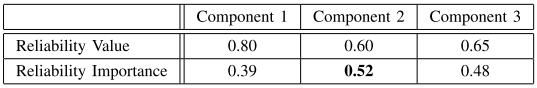 Component 1 Component 2 Component 3
Reliability Value 0.80 0.60 0.65
Reliability Importance 0.39 0.52 0.48